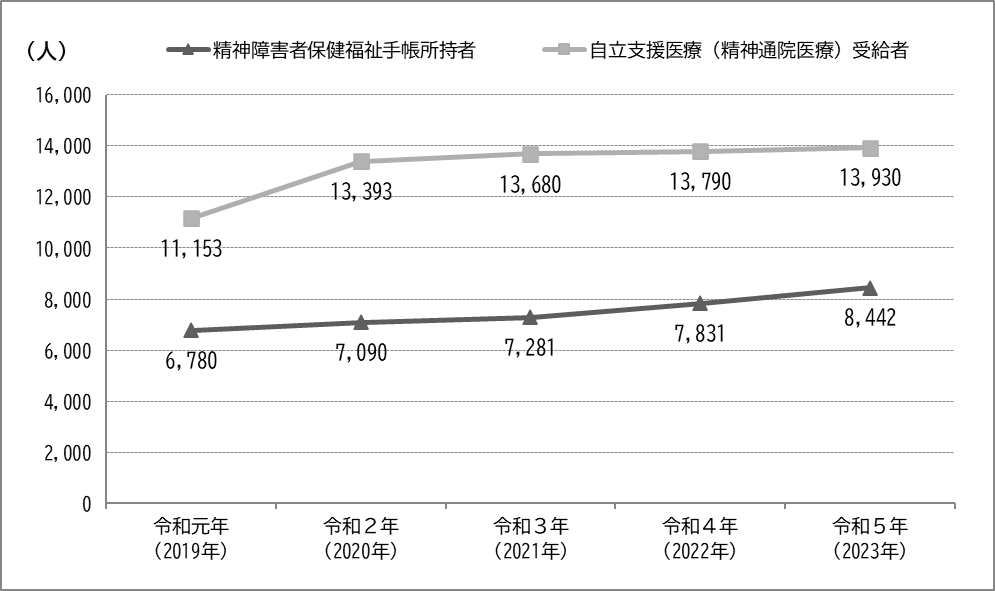 （人）
精神障害者保健福祉手帳所持者
自立支援医療（精神通院医療）受給者
16,000
14,000
12,000
10,000
8,000
6,000
4,000
2,000
0
13,393
13,680
13,790
13,930
11,153
6,780
7,090
7,281
7,831
8,442
令和元年
（2019年）
令和２年
（2020年）
令和３年
（2021年）
令和４年
（2022年）
令和５年
（2023年）